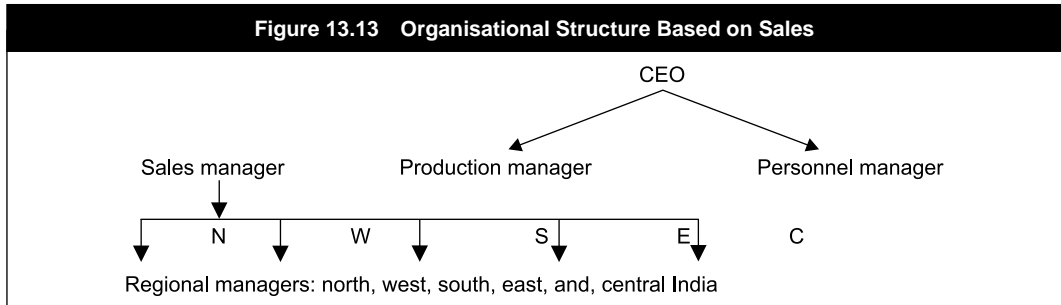 Figure 13.13 Organisational Structure Based on Sales
CEO
Sales manager Production manager Personnel manager
N W S E C
Regional managers: north, west, south, east, and, central India